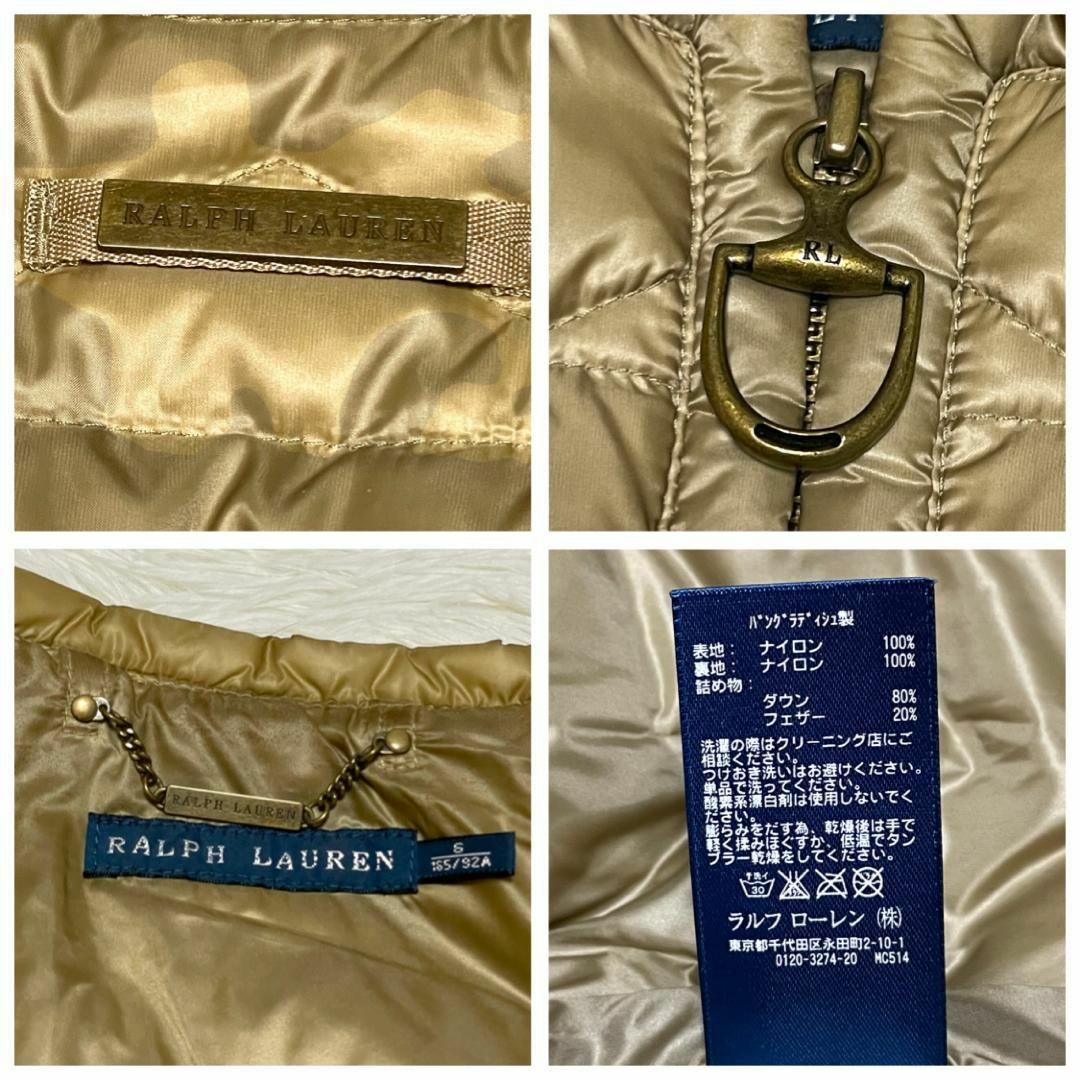 RALPH LAUREN
RL
RALPH LAUREN
RALPH LAUREN
S
165/92A
バングラディシュ製
表地: ナイロン 100%
裏地: ナイロン 100%
詰め物:
ダウン 80%
フェザー 20%
洗濯の際はクリーニング店にご
相談ください。
つけおき洗いはお避けください。
単品で洗ってください。
酸素系漂白剤は使用しないでく
ださい。
膨らみをだす為、乾燥後は手で
軽く揉みほぐすか、低温でタン
ブラー乾燥をしてください。
手洗イ
30
ラルフ ローレン (株)
東京都千代田区永田町2-10-1
0120-3274-20 MC514